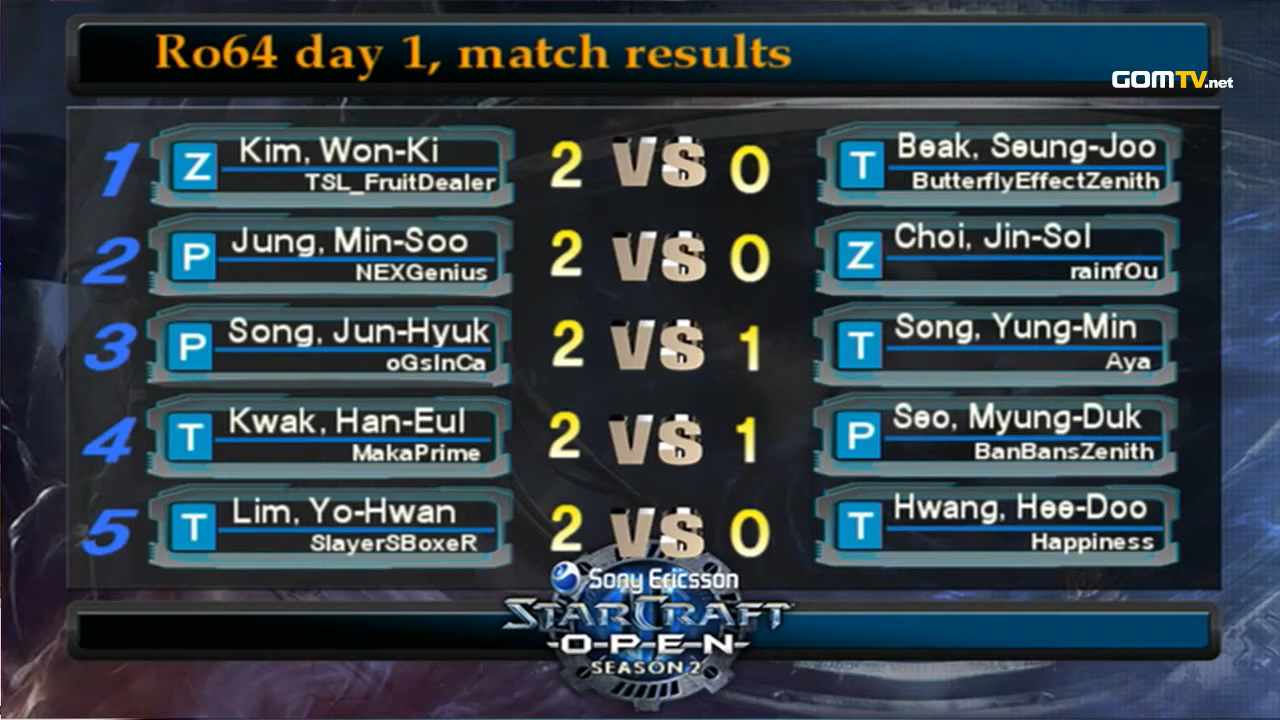 Ro64 day 1, match results
GOMTV.net
1 Z Kim, Won-Ki 2 VS 0 T Beak, Seung-Joo
TSL_FruitDealer ButterflyEffectZenith
2 P Jung, Min-Soo 2 VS 0 Z Choi, Jin-Sol
NEXGenius rainfOu
3 P Song, Jun-Hyuk 2 VS 1 T Song, Yung-Min
oGsInCa Aya
4 T Kwak, Han-Eul 2 VS 1 P Seo, Myung-Duk
MakaPrime BanBansZenith
5 T Lim, Yo-Hwan 2 VS 0 T Hwang, Hee-Doo
SlayerSBoxeR Happiness
Sony Ericsson
STARCRAFT
-O-P-E-N-
SEASON 2